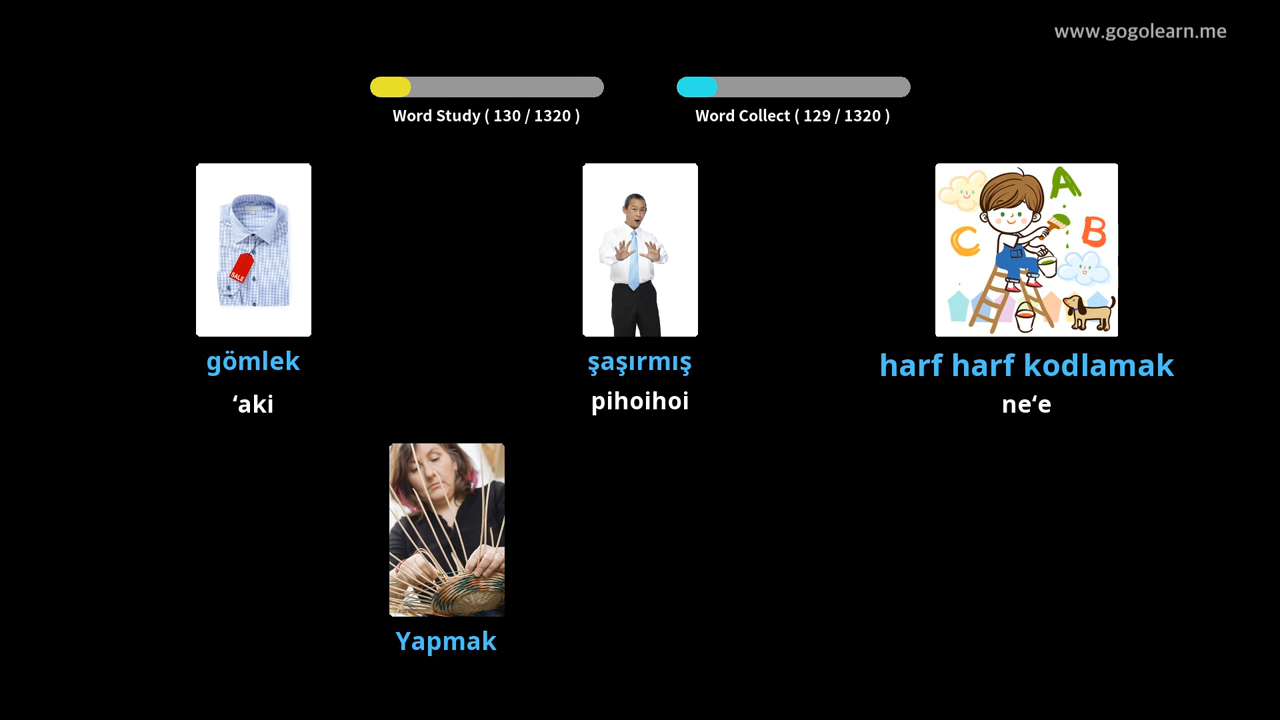 www.gogolearn.me
Word Study ( 130 / 1320 )
Word Collect ( 129 / 1320 )
SALE
A
C
B
gömlek
şaşırmış
harf harf kodlamak
ʻaki
pihoihoi
neʻe
Yapmak